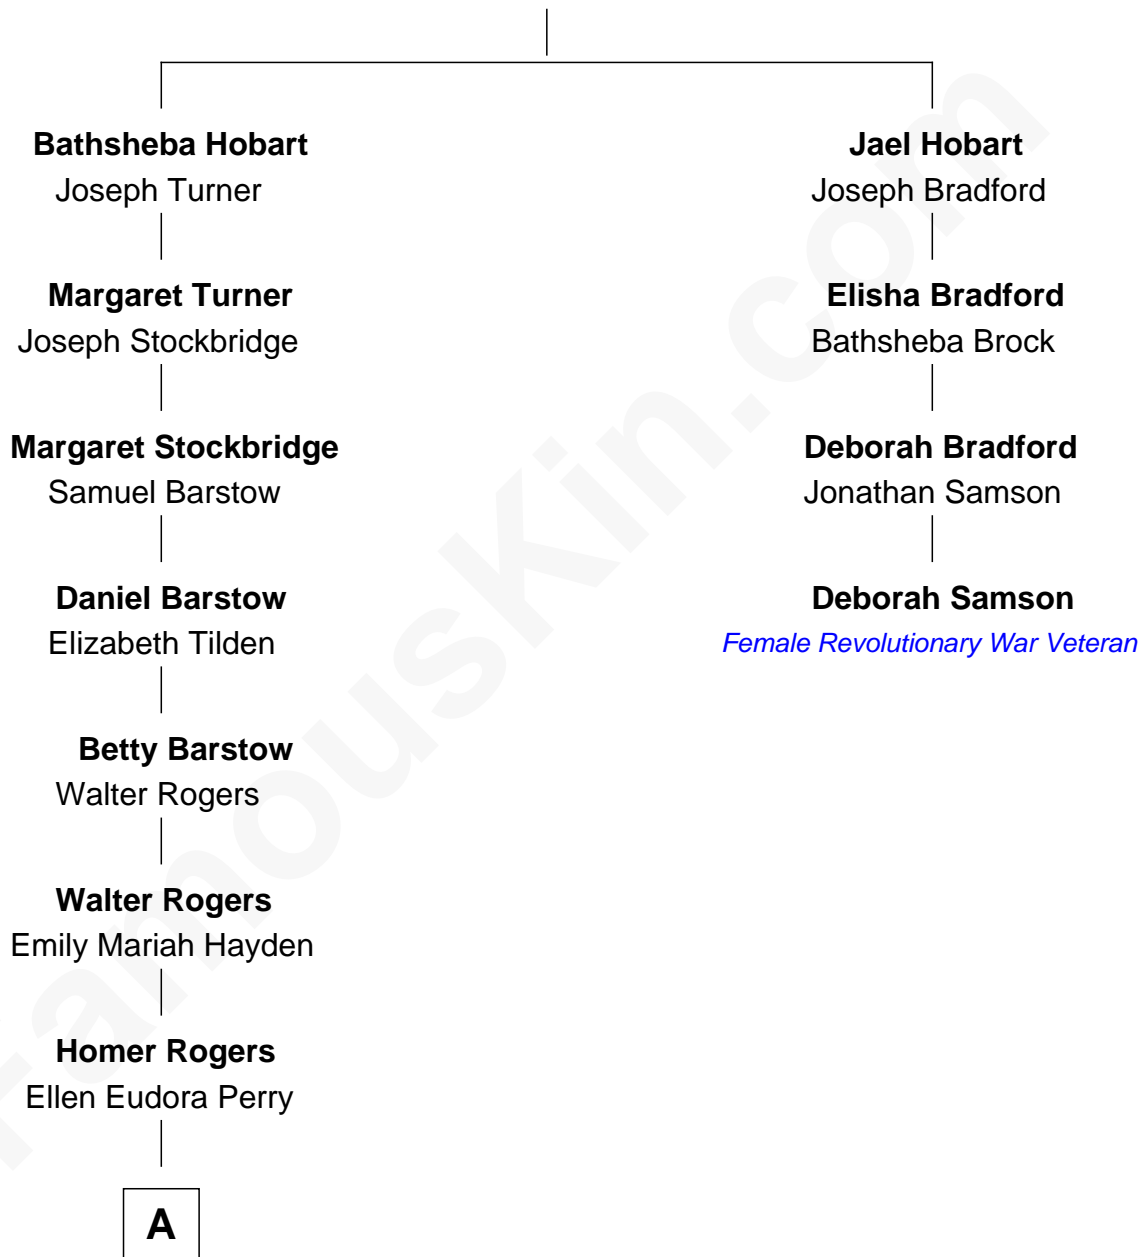 Bathsheba Hobart
Joseph Turner
Margaret Turner
Joseph Stockbridge
Margaret Stockbridge
Samuel Barstow
Daniel Barstow
Elizabeth Tilden
Betty Barstow
Walter Rogers
Walter Rogers
Emily Mariah Hayden
Homer Rogers
Ellen Eudora Perry
A
Jael Hobart
Joseph Bradford
Elisha Bradford
Bathsheba Brock
Deborah Bradford
Jonathan Samson
Deborah Samson
Female Revolutionary War Veteran
FamousKin.com